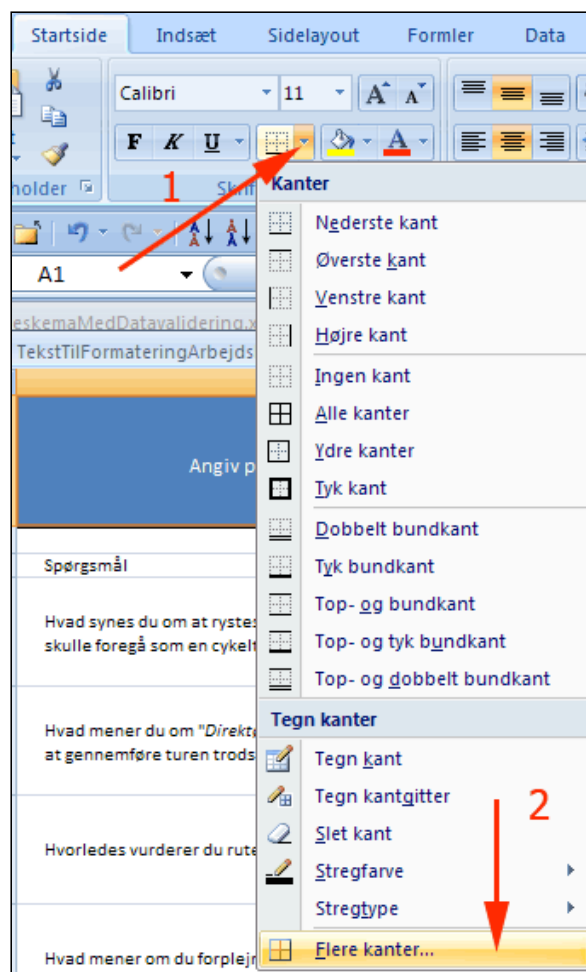 Startside Indsæt Sidelayout Formler Data
Calibri 11 A A
F K U A
holder Skrif
1
A1
eskemaMedDatavalidering.x
TekstTilFormateringArbejds
Angiv p
Spørgsmål
Hvad synes du om at rystes
skulle foregå som en cykelt
Hvad mener du om "Direktø
at gennemføre turen trods
Hvorledes vurderer du rute
Hvad mener om du forplejn
Kanter
Nederste kant
Øverste kant
Venstre kant
Højre kant
Ingen kant
Alle kanter
Ydre kanter
Tyk kant
Dobbelt bundkant
Tyk bundkant
Top- og bundkant
Top- og tyk bundkant
Top- og dobbelt bundkant
Tegn kanter
Tegn kant
Tegn kantgitter
2
Slet kant
Stregfarve
Stregtype
Flere kanter...